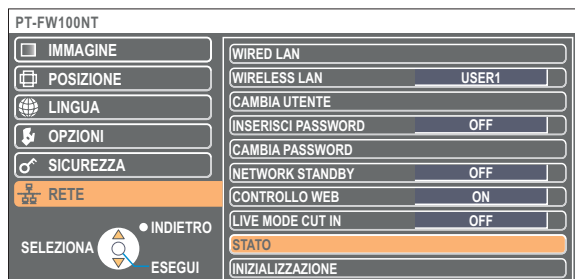 PT-FW100NT
IMMAGINE
POSIZIONE
LINGUA
OPZIONI
SICUREZZA
RETE
INDIETRO
SELEZIONA
ESEGUI
WIRED LAN
WIRELESS LAN USER1
CAMBIA UTENTE
INSERISCI PASSWORD OFF
CAMBIA PASSWORD
NETWORK STANDBY OFF
CONTROLLO WEB ON
LIVE MODE CUT IN OFF
STATO
INIZIALIZZAZIONE